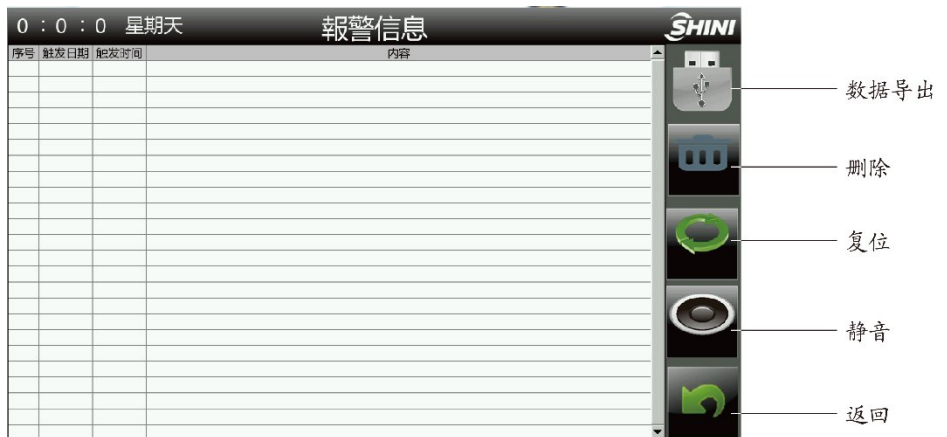 0 : 0 : 0 星期天 報警信息 SHINI
序号 触发日期 触发时间 内容
数据导出
删除
复位
静音
返回